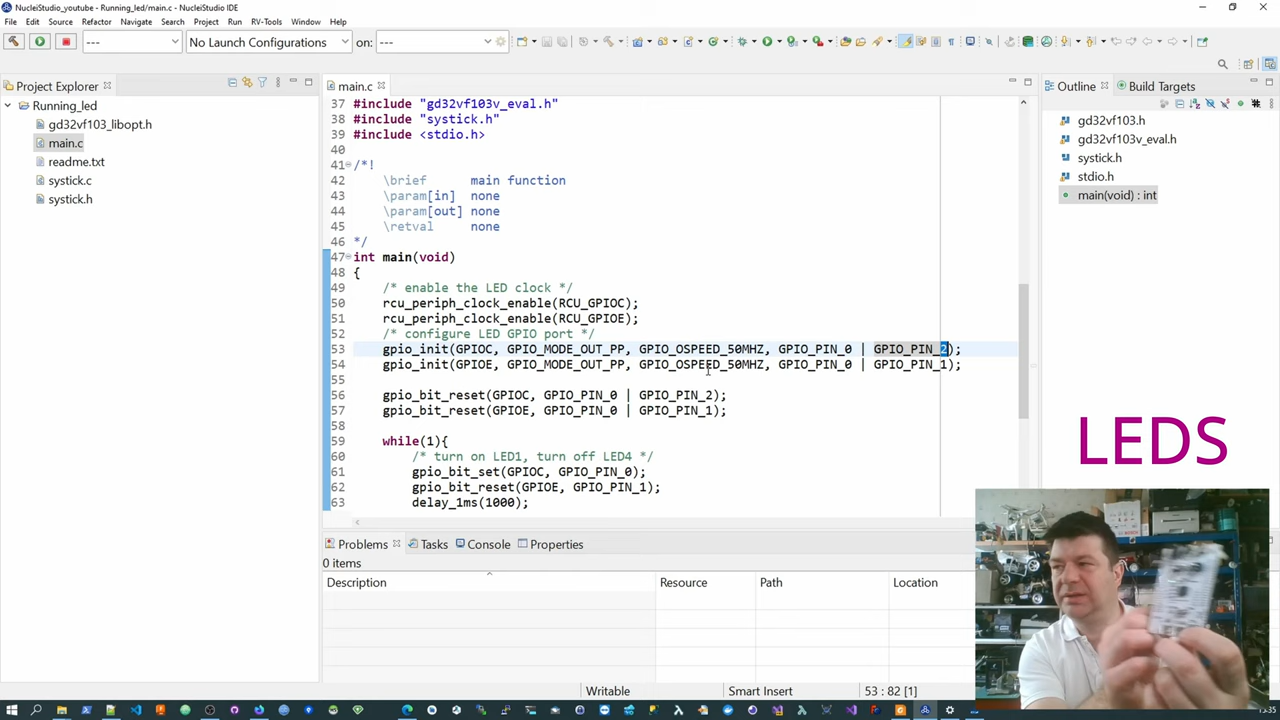 NucleiStudio_youtube - Running_led/main.c - NucleiStudio IDE
File Edit Source Refactor Navigate Search Project Run RV-Tools Window Help
--- No Launch Configurations on: ---
Project Explorer
Running_led
gd32vf103_libopt.h
main.c
readme.txt
systick.c
systick.h
main.c
37 #include "gd32vf103v_eval.h"
38 #include "systick.h"
39 #include <stdio.h>
40
41 /*!
42 \brief main function
43 \param[in] none
44 \param[out] none
45 \retval none
46 */
47 int main(void)
48 {
49 /* enable the LED clock */
50 rcu_periph_clock_enable(RCU_GPIOC);
51 rcu_periph_clock_enable(RCU_GPIOE);
52 /* configure LED GPIO port */
53 gpio_init(GPIOC, GPIO_MODE_OUT_PP, GPIO_OSPEED_50MHZ, GPIO_PIN_0 | GPIO_PIN_2);
54 gpio_init(GPIOE, GPIO_MODE_OUT_PP, GPIO_OSPEED_50MHZ, GPIO_PIN_0 | GPIO_PIN_1);
55
56 gpio_bit_reset(GPIOC, GPIO_PIN_0 | GPIO_PIN_2);
57 gpio_bit_reset(GPIOE, GPIO_PIN_0 | GPIO_PIN_1);
58
59 while(1){
60 /* turn on LED1, turn off LED4 */
61 gpio_bit_set(GPIOC, GPIO_PIN_0);
62 gpio_bit_reset(GPIOE, GPIO_PIN_1);
63 delay_1ms(1000);
Outline Build Targets
gd32vf103.h
gd32vf103v_eval.h
systick.h
stdio.h
main(void) : int
LEDS
Problems Tasks Console Properties
0 items
Description Resource Path Location
Writable Smart Insert 53 : 82 [1]